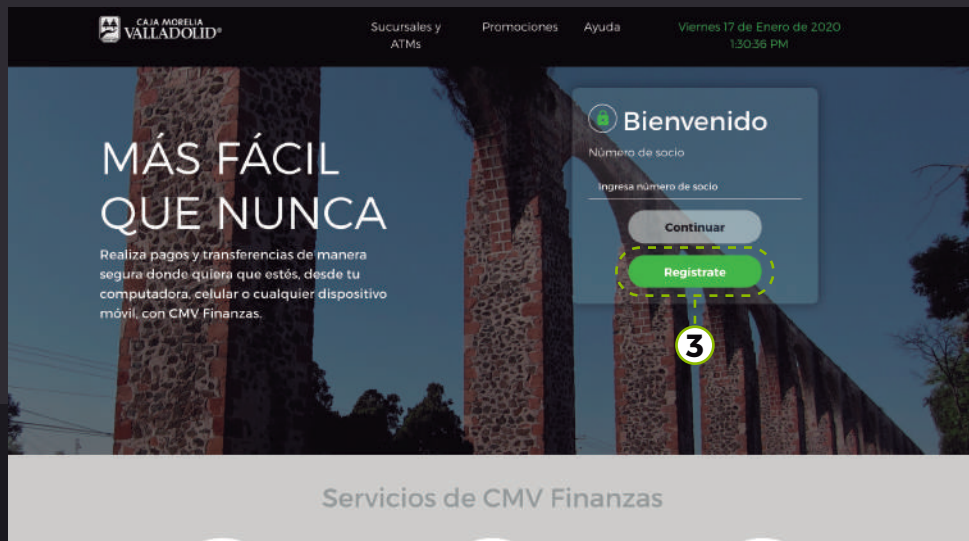 CAJA MORELIA
VALLADOLID®
Sucursales y
ATMs
Promociones
Ayuda
Viernes 17 de Enero de 2020
1:30:36 PM
MÁS FÁCIL
QUE NUNCA
Realiza pagos y transferencias de manera
segura donde quiera que estés, desde tu
computadora, celular o cualquier dispositivo
móvil, con CMV Finanzas.
Bienvenido
Número de socio
Ingresa número de socio
Continuar
Regístrate
3
Servicios de CMV Finanzas